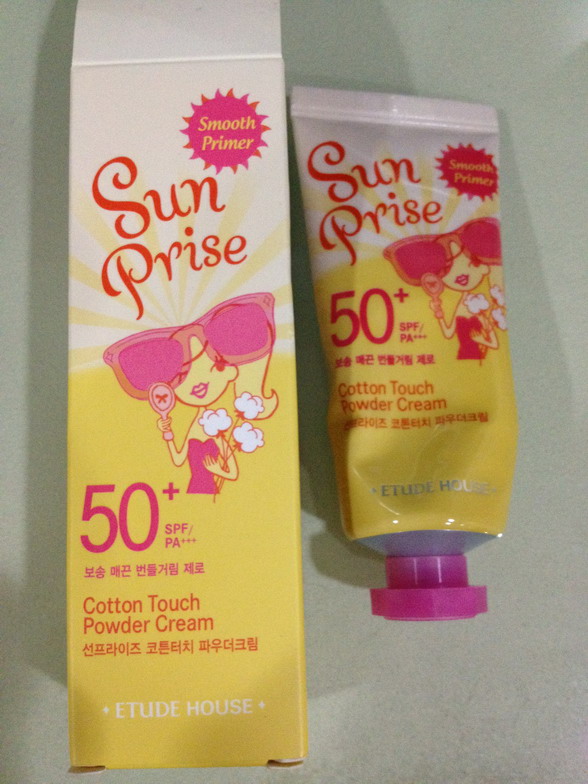 Smooth
Primer
Sun
Prise
50+
SPF/
PA+++
보송 매끈 번들거림 제로
Cotton Touch
Powder Cream
선프라이즈 코튼터치 파우더크림
ETUDE HOUSE
Smooth
Primer
Sun
Prise
50+
SPF/
PA+++
보송 매끈 번들거림 제로
Cotton Touch
Powder Cream
선프라이즈 코튼터치 파우더크림
ETUDE HOUSE